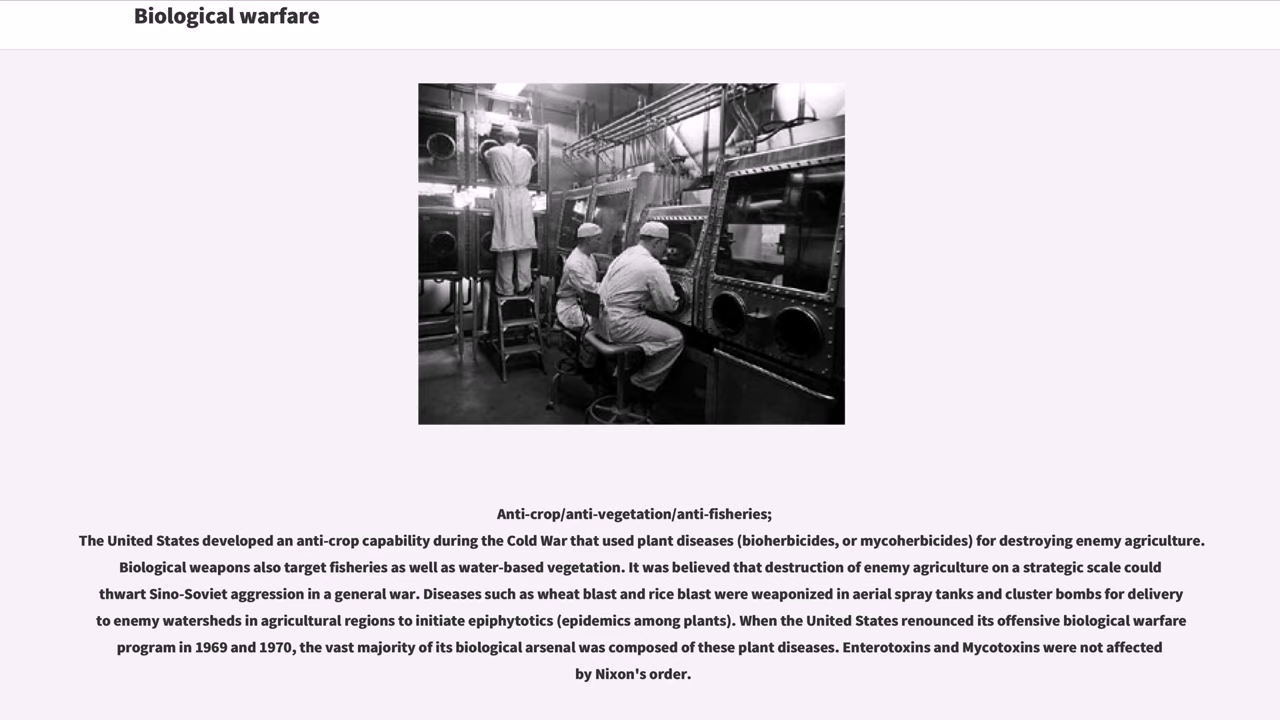 Biological warfare
Anti-crop/anti-vegetation/anti-fisheries;
The United States developed an anti-crop capability during the Cold War that used plant diseases (bioherbicides, or mycoherbicides) for destroying enemy agriculture.
Biological weapons also target fisheries as well as water-based vegetation. It was believed that destruction of enemy agriculture on a strategic scale could
thwart Sino-Soviet aggression in a general war. Diseases such as wheat blast and rice blast were weaponized in aerial spray tanks and cluster bombs for delivery
to enemy watersheds in agricultural regions to initiate epiphytotics (epidemics among plants). When the United States renounced its offensive biological warfare
program in 1969 and 1970, the vast majority of its biological arsenal was composed of these plant diseases. Enterotoxins and Mycotoxins were not affected
by Nixon's order.